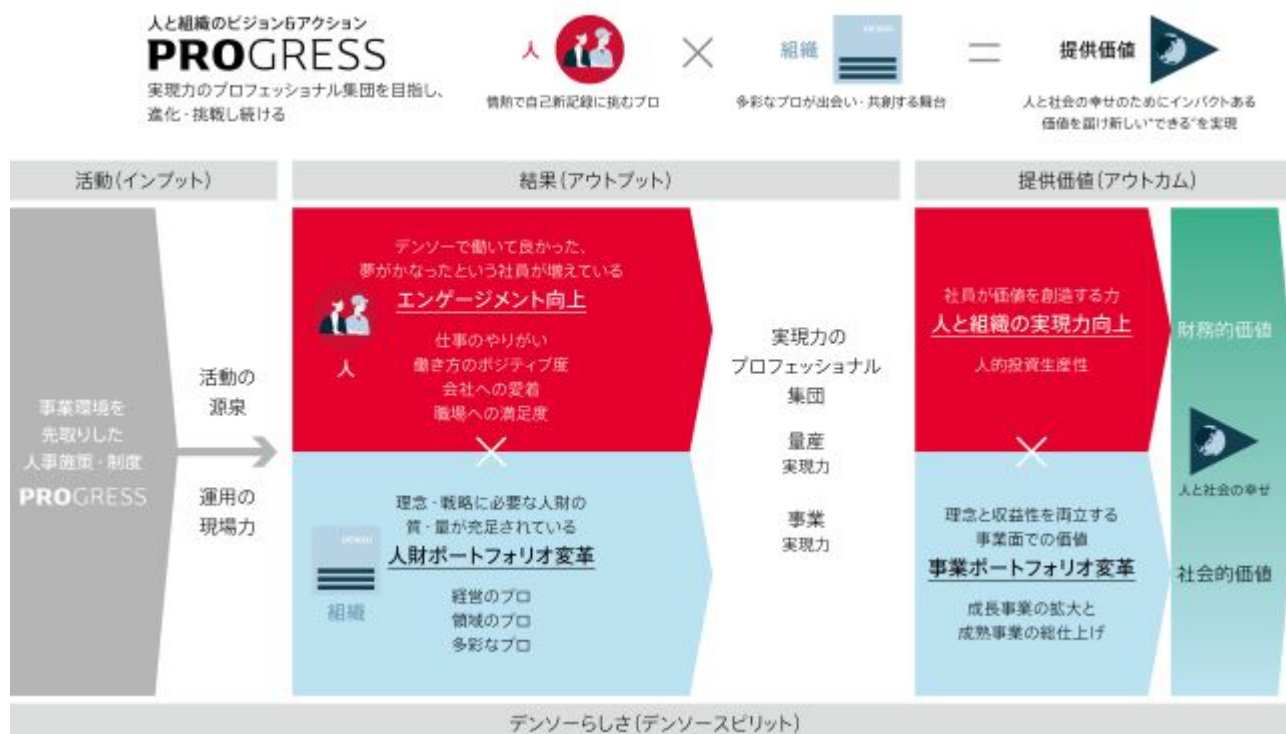 人と組織のビジョン&アクション
PROGRESS
実現力のプロフェッショナル集団を目指し、
進化・挑戦し続ける
人
情熱で自己新記録に挑むプロ
×
組織
DENSO
多彩なプロが出会い・共創する舞台
＝
提供価値
人と社会の幸せのためにインパクトある
価値を届け新しい“できる”を実現
活動(インプット)
結果(アウトプット)
提供価値(アウトカム)
事業環境を
先取りした
人事施策・制度
PROGRESS
活動の
源泉
運用の
現場力
デンソーで働いて良かった、
夢がかなったという社員が増えている
エンゲージメント向上
人
仕事のやりがい
働き方のポジティブ度
会社への愛着
職場への満足度
×
理念・戦略に必要な人財の
質・量が充足されている
人財ポートフォリオ変革
DENSO
組織
経営のプロ
領域のプロ
多彩なプロ
実現力の
プロフェッショナル
集団
量産
実現力
事業
実現力
社員が価値を創造する力
人と組織の実現力向上
人的投資生産性
×
理念と収益性を両立する
事業面での価値
事業ポートフォリオ変革
成長事業の拡大と
成熟事業の総仕上げ
財務的価値
人と社会の幸せ
社会的価値
デンソーらしさ(デンソースピリット)